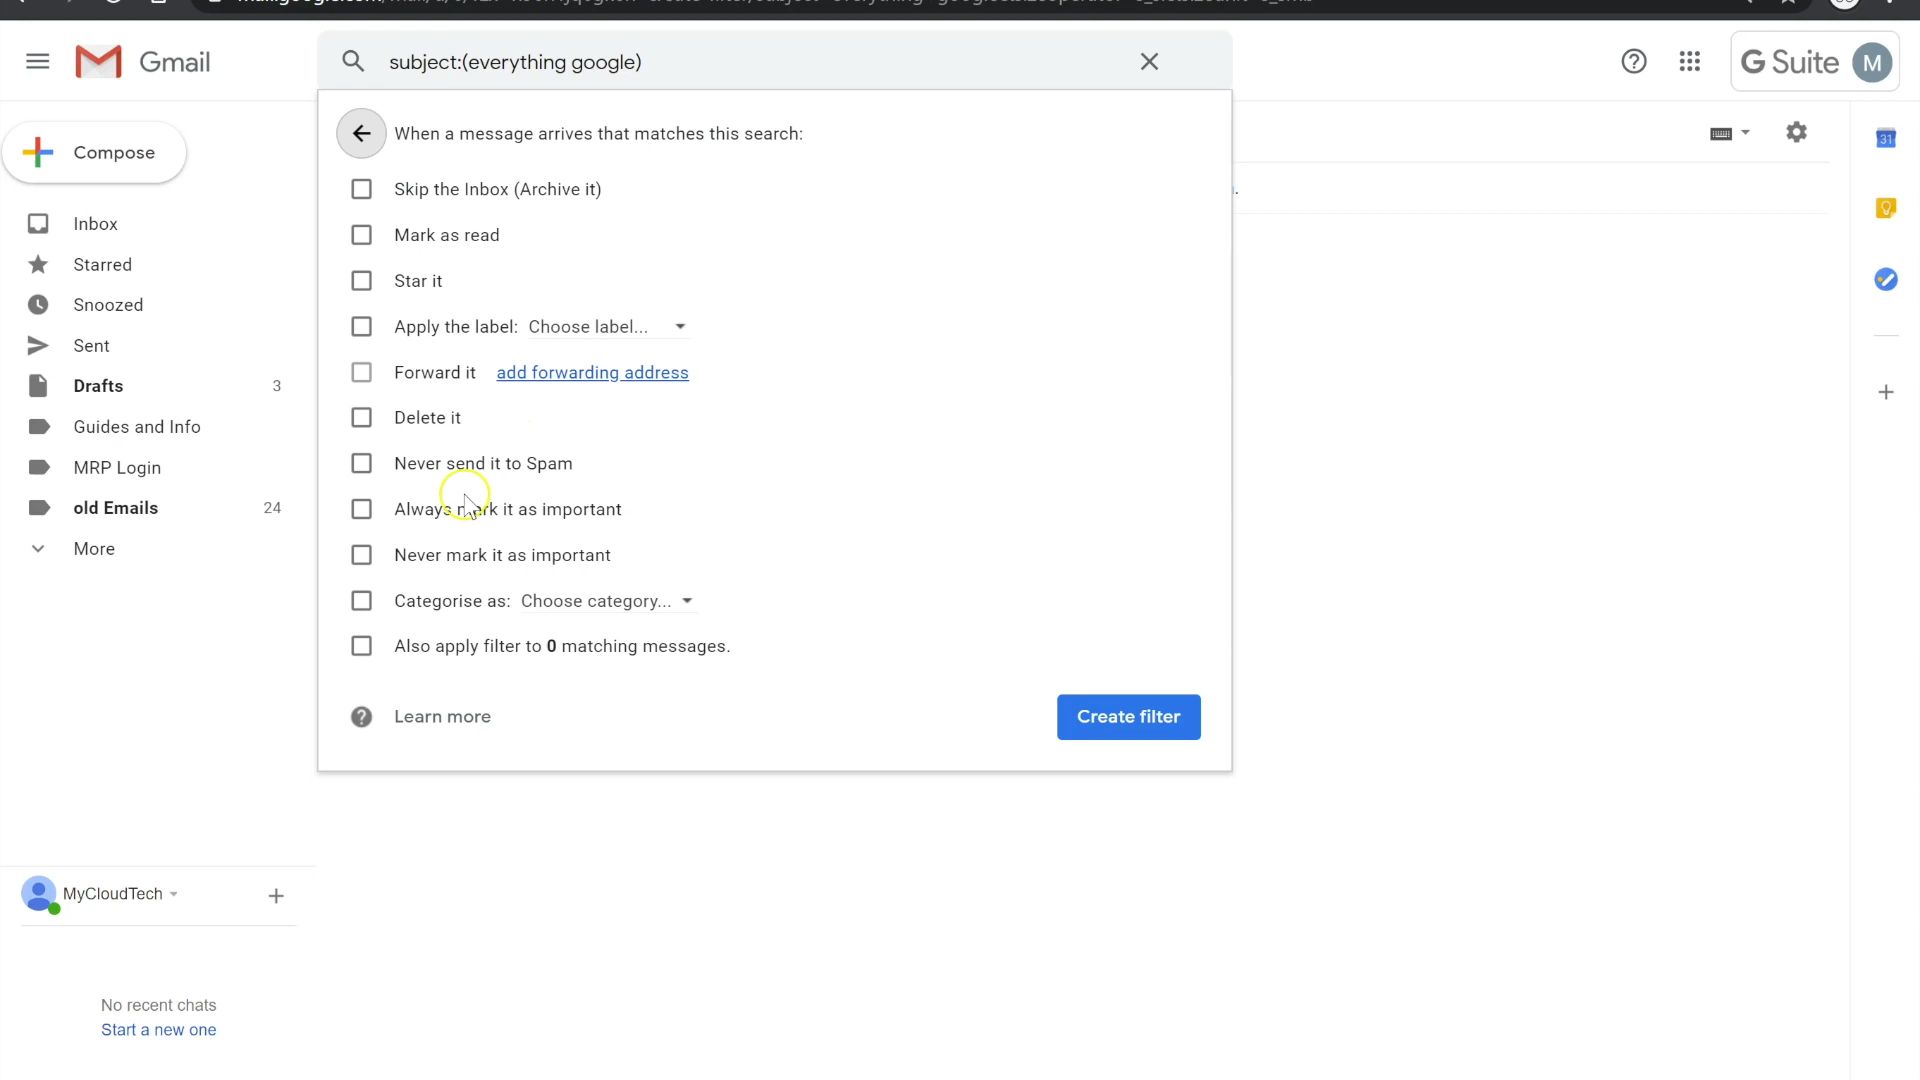 Gmail
subject:(everything google)
G Suite M
When a message arrives that matches this search:
Compose
Skip the Inbox (Archive it)
Mark as read
Star it
Apply the label: Choose label...
Forward it add forwarding address
Delete it
Never send it to Spam
Always mark it as important
Never mark it as important
Categorise as: Choose category...
Also apply filter to 0 matching messages.
Learn more
Create filter
Inbox
Starred
Snoozed
Sent
Drafts 3
Guides and Info
MRP Login
old Emails 24
More
31
MyCloudTech
No recent chats
Start a new one